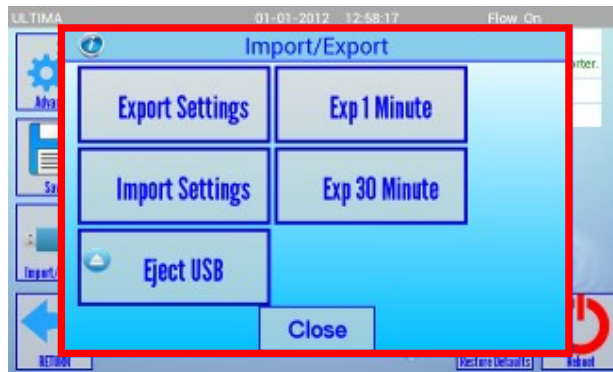 ULTIMA 01-01-2012 12:58:17 Flow On
Import/Export
Export Settings Exp 1 Minute
Import Settings Exp 30 Minute
Eject USB
Close
RETURN Restore Defaults Reboot